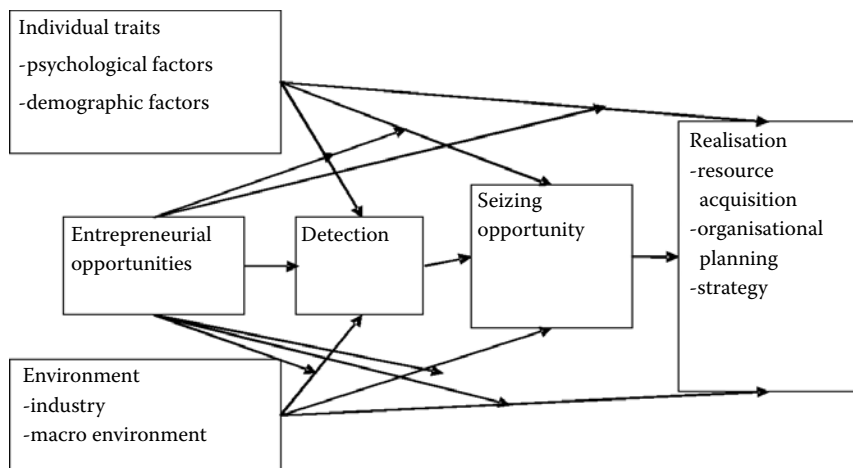 Individual traits
-psychological factors
-demographic factors
Entrepreneurial
opportunities
Detection
Seizing
opportunity
Realisation
-resource
acquisition
-organisational
planning
-strategy
Environment
-industry
-macro environment